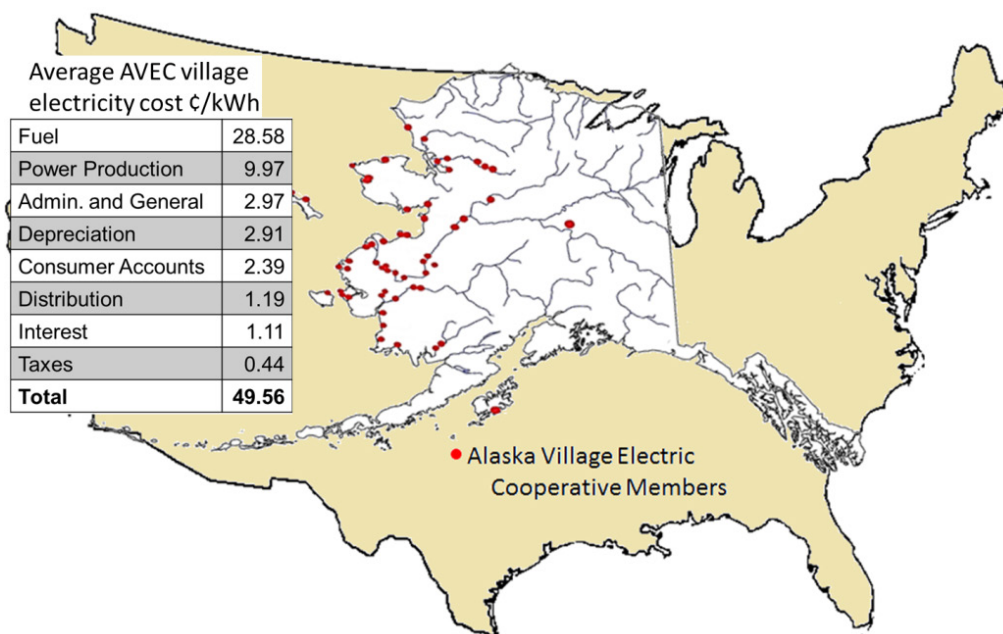 Average AVEC village
electricity cost ¢/kWh
Fuel 28.58
Power Production 9.97
Admin. and General 2.97
Depreciation 2.91
Consumer Accounts 2.39
Distribution 1.19
Interest 1.11
Taxes 0.44
Total 49.56
Alaska Village Electric
Cooperative Members